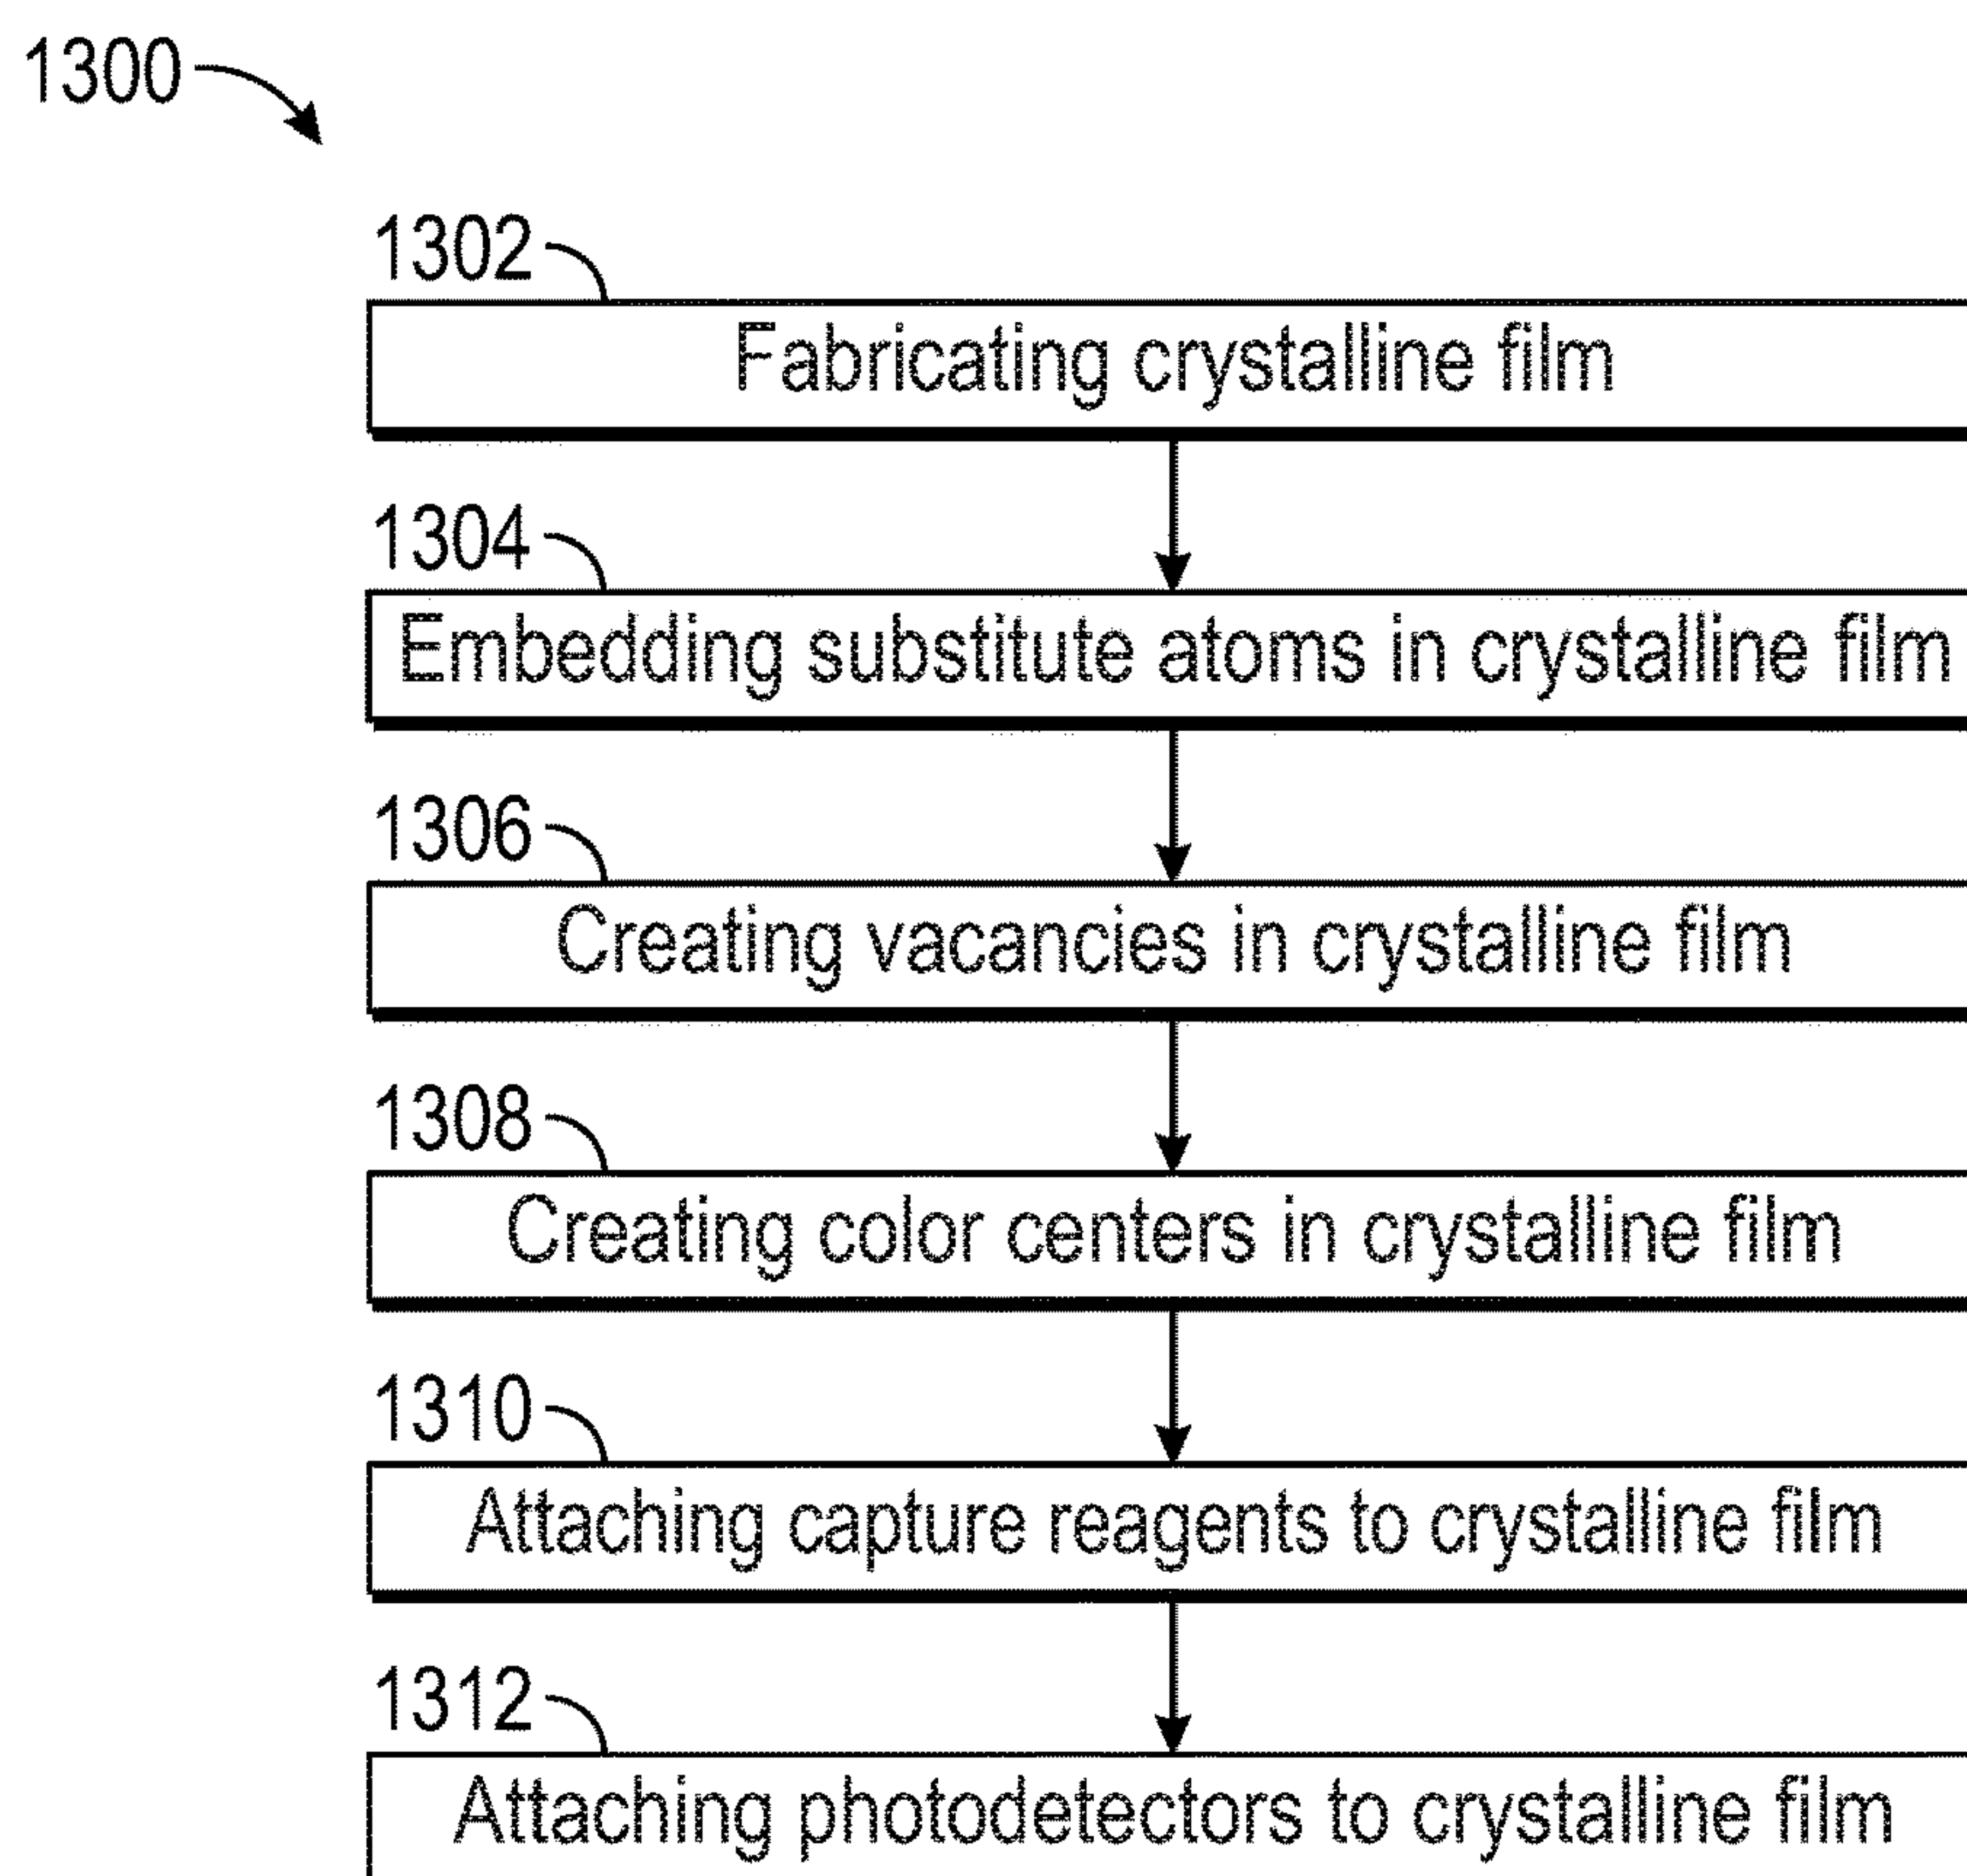 1300
1302
Fabricating crystalline film
1304
Embedding substitute atoms in crystalline film
1306
Creating vacancies in crystalline film
1308
Creating color centers in crystalline film
1310
Attaching capture reagents to crystalline film
1312
Attaching photodetectors to crystalline film